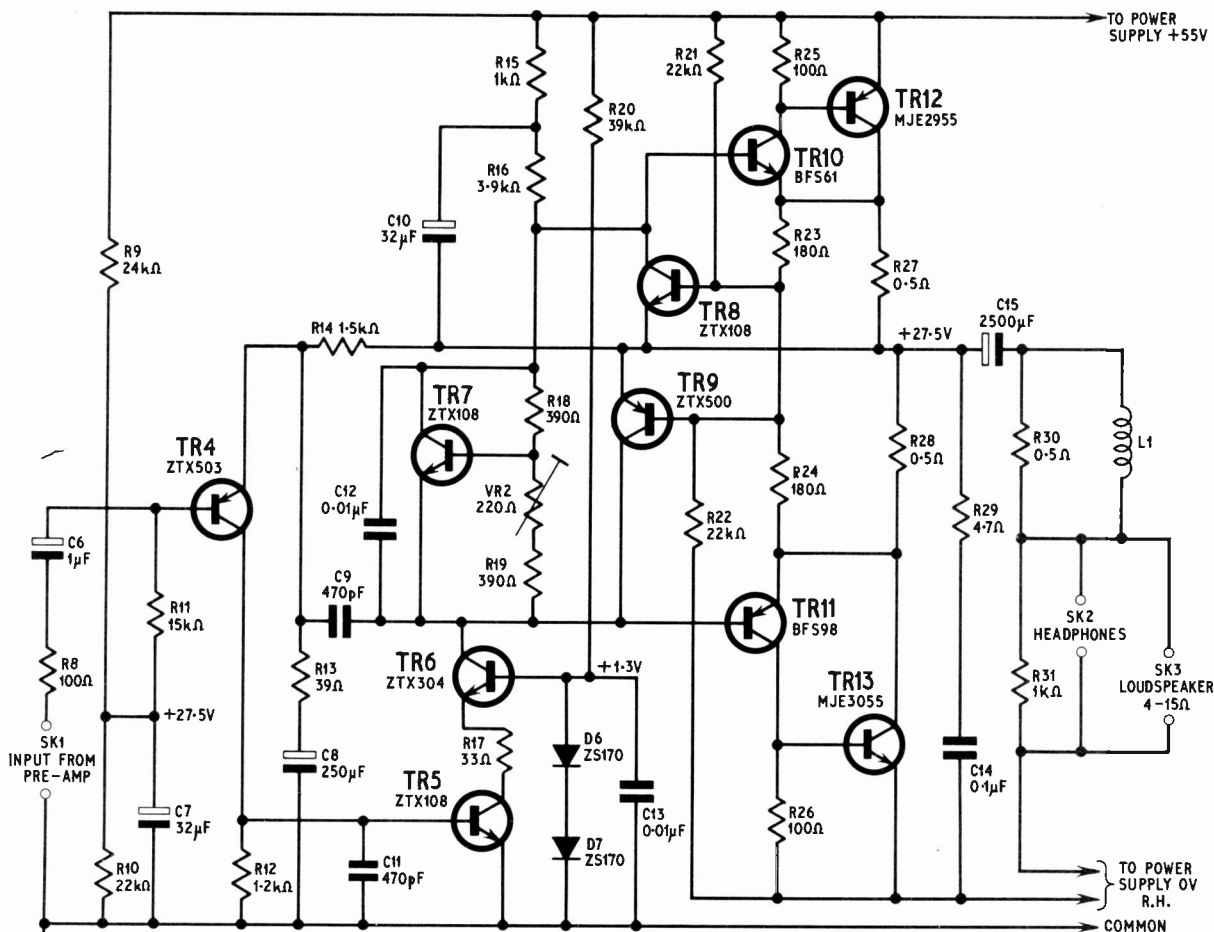 TO POWER
SUPPLY +55V
R15
1kΩ
R21
22kΩ
R25
100Ω
R20
39kΩ
TR12
MJE2955
R16
3·9kΩ
TR10
BFS61
C10
32µF
R9
24kΩ
R23
180Ω
R27
0·5Ω
TR8
ZTX108
C15
2500µF
R14 1·5kΩ
+27·5V
TR7
ZTX108
R18
390Ω
TR9
ZTX500
R28
0·5Ω
R30
0·5Ω
L1
TR4
ZTX503
C12
0·01µF
VR2
220Ω
R24
180Ω
R22
22kΩ
R29
4·7Ω
C6
1µF
C9
470pF
R19
390Ω
R11
15kΩ
TR11
BFS98
SK2
HEADPHONES
R8
100Ω
R13
39Ω
TR6
ZTX304
+1·3V
R31
1kΩ
SK3
LOUDSPEAKER
4–15Ω
TR13
MJE3055
+27·5V
SK1
INPUT FROM
PRE-AMP
R17
33Ω
D6
ZS170
C8
250µF
C14
0·1µF
TR5
ZTX108
C7
32µF
C13
0·01µF
R26
100Ω
D7
ZS170
R10
22kΩ
R12
1·2kΩ
C11
470pF
TO POWER
SUPPLY 0V
R.H.
COMMON